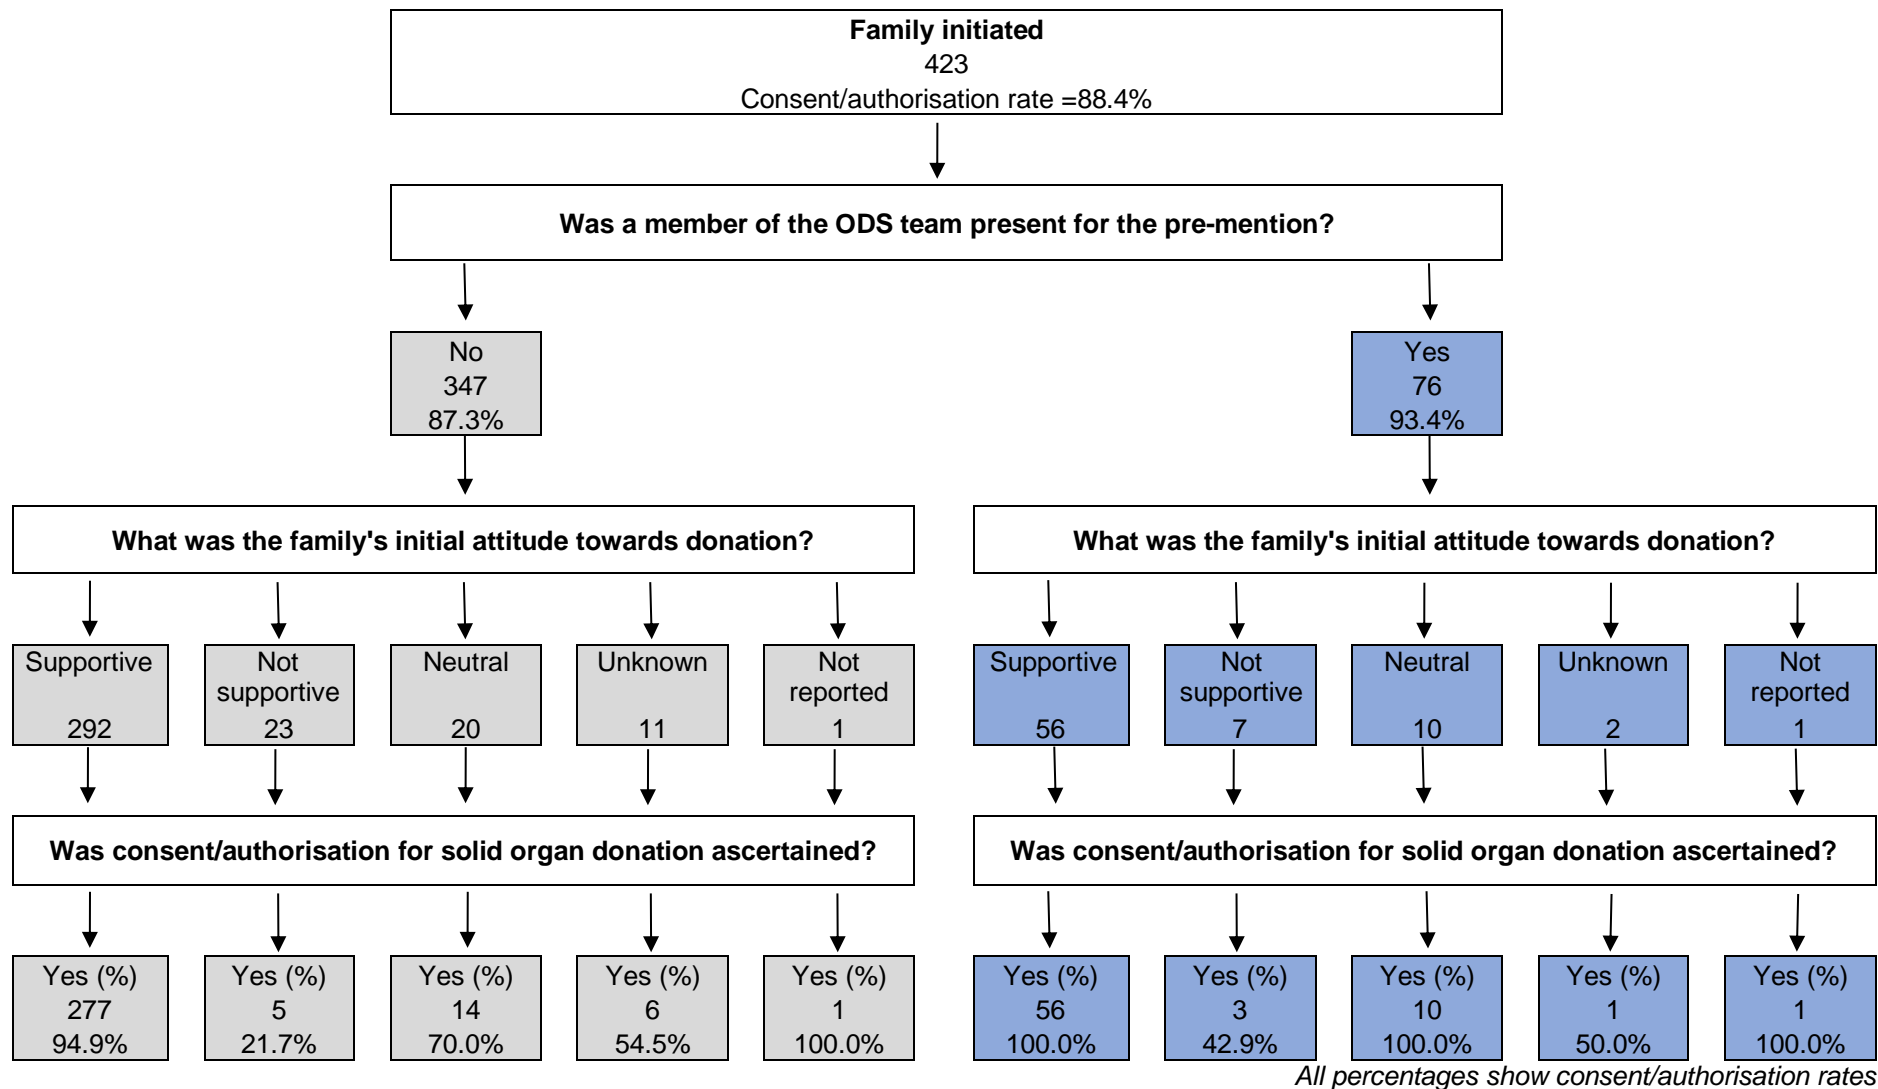 Family initiated
423
Consent/authorisation rate =88.4%
Was a member of the ODS team present for the pre-mention?
No
347
87.3%
Yes
76
93.4%
What was the family's initial attitude towards donation?
What was the family's initial attitude towards donation?
Supportive
292
Not
supportive
23
Neutral
20
Unknown
11
Not
reported
1
Supportive
56
Not
supportive
7
Neutral
10
Unknown
2
Not
reported
1
Was consent/authorisation for solid organ donation ascertained?
Was consent/authorisation for solid organ donation ascertained?
Yes (%)
277
94.9%
Yes (%)
5
21.7%
Yes (%)
14
70.0%
Yes (%)
6
54.5%
Yes (%)
1
100.0%
Yes (%)
56
100.0%
Yes (%)
3
42.9%
Yes (%)
10
100.0%
Yes (%)
1
50.0%
Yes (%)
1
100.0%
All percentages show consent/authorisation rates